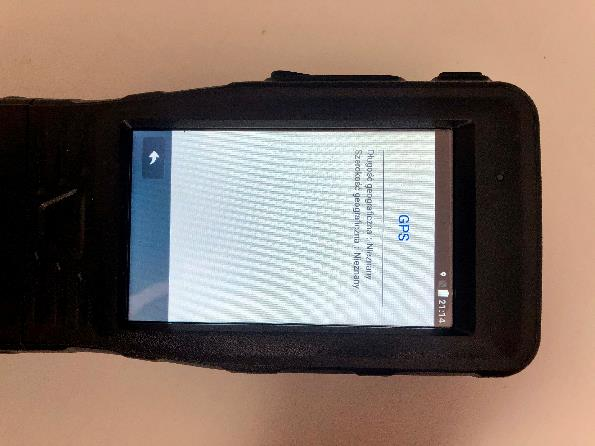 21:14
GPS
Długość geograficzna : Nieznany
Szerokość geograficzna : Nieznany